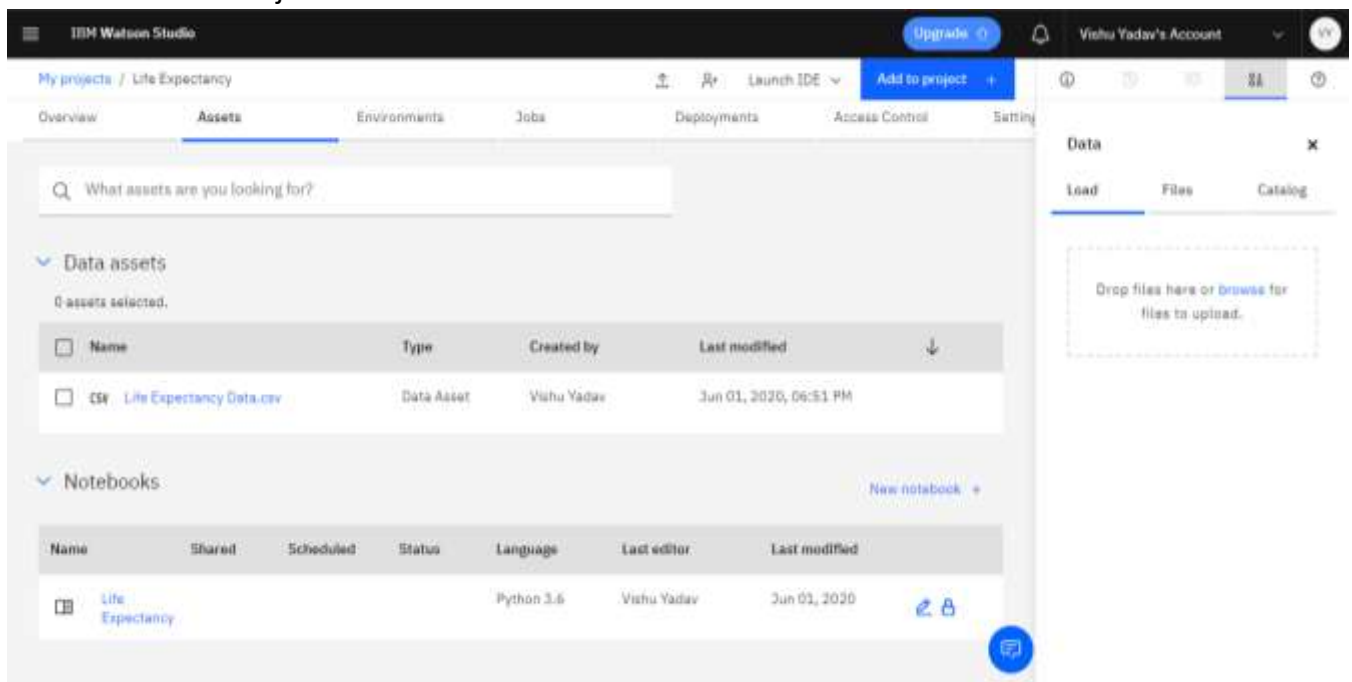 IBM Watson Studio
Upgrade
Vishu Yadav's Account
VY
My projects / Life Expectancy
Launch IDE
Add to project +
Overview Assets Environments Jobs Deployments Access Control Setting
What assets are you looking for?
Data assets
0 assets selected.
Name Type Created by Last modified
CSV Life Expectancy Data.csv Data Asset Vishu Yadav Jun 01, 2020, 06:51 PM
Notebooks
New notebook +
Name Shared Scheduled Status Language Last editor Last modified
Life Python 3.6 Vishu Yadav Jun 01, 2020
Expectancy
Data
Load Files Catalog
Drop files here or browse for
files to upload.